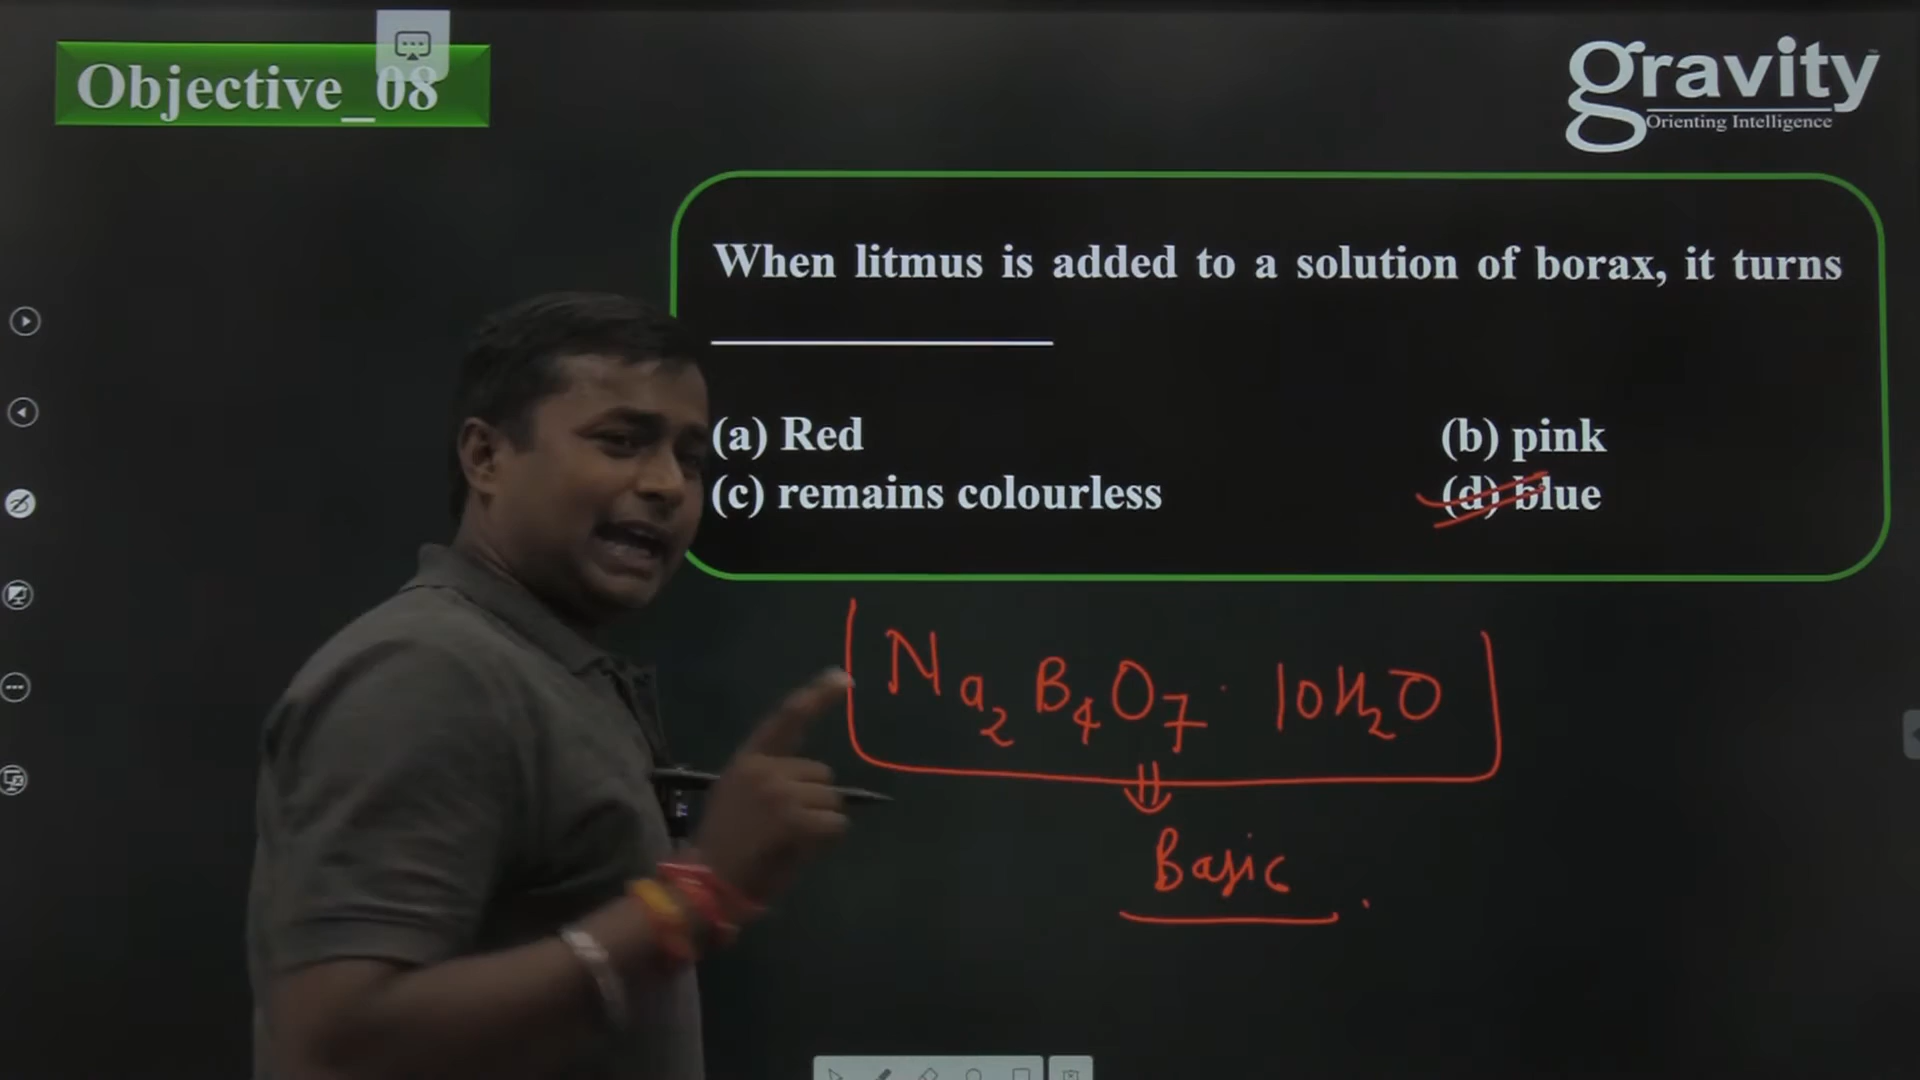 Objective_08
gravity
Orienting Intelligence
When litmus is added to a solution of borax, it turns
(a) Red
(b) pink
(c) remains colourless
(d) blue
Na₂B₄O₇ · 10H₂O
Basic